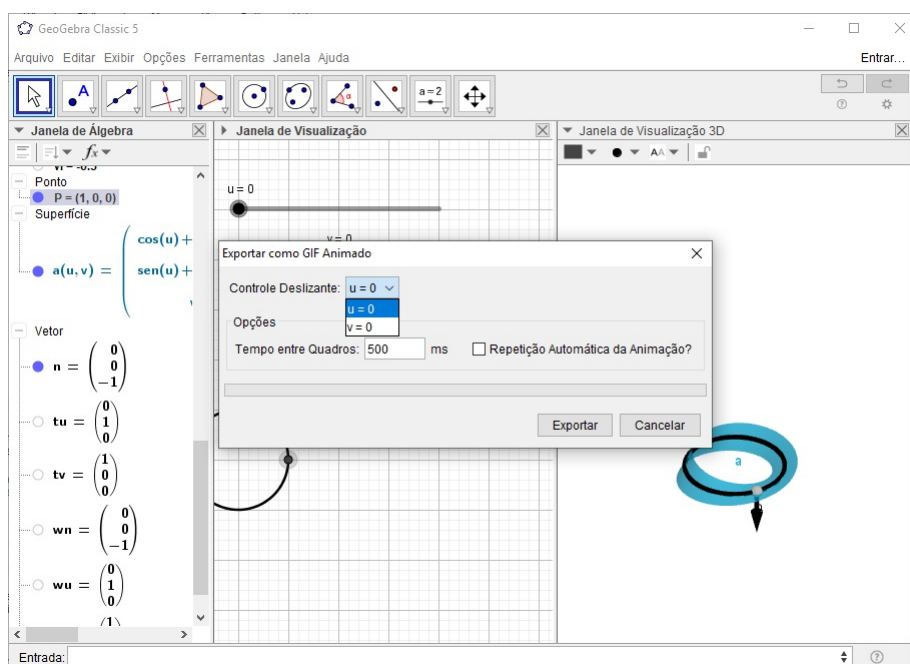 GeoGebra Classic 5
Arquivo Editar Exibir Opções Ferramentas Janela Ajuda
Entrar...
A
α
a=2
Janela de Álgebra
Janela de Visualização
Janela de Visualização 3D
fx
AA
Ponto
P = (1, 0, 0)
Superfície
a(u, v) = ( cos(u)+
sen(u)+
Vetor
n = ( 0
0
−1 )
tu = ( 0
1
0 )
tv = ( 1
0
0 )
wn = ( 0
0
−1 )
wu = ( 0
1
0 )
( 1
u = 0
v = 0
Exportar como GIF Animado
Controle Deslizante: u = 0
u = 0
v = 0
Opções
Tempo entre Quadros: 500 ms
Repetição Automática da Animação?
Exportar
Cancelar
a
Entrada: